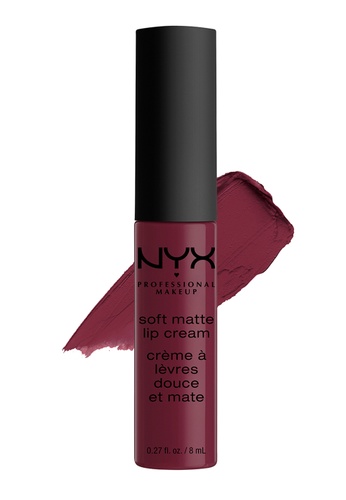 NYX
PROFESSIONAL
MAKEUP
soft matte
lip cream
crème à
lèvres
douce
et mate
0.27 fl. oz. / 8 mL